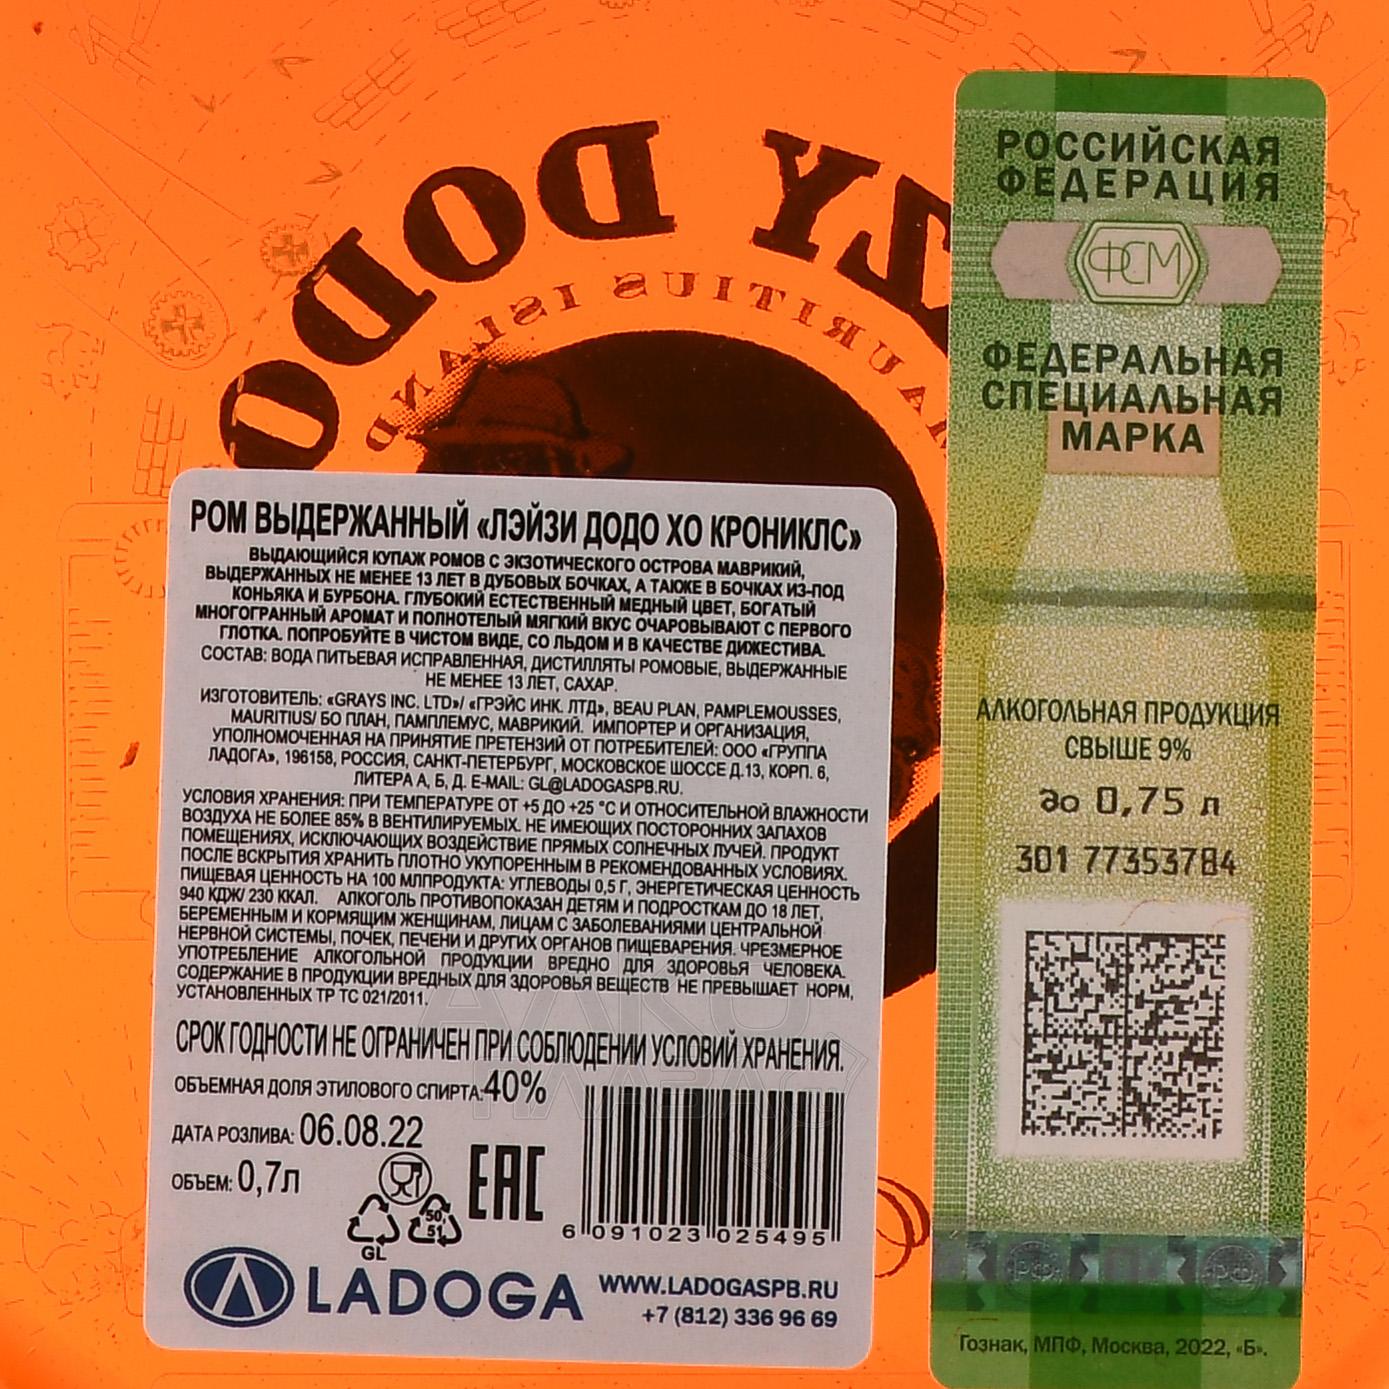 LAZY DODO
MAURITIUS ISLAND
РОССИЙСКАЯ
ФЕДЕРАЦИЯ
ФСМ
ФЕДЕРАЛЬНАЯ
СПЕЦИАЛЬНАЯ
МАРКА
АЛКОГОЛЬНАЯ ПРОДУКЦИЯ
СВЫШЕ 9%
до 0,75 л
301 77353784
Гознак, МПФ, Москва, 2022, «Б».
РОМ ВЫДЕРЖАННЫЙ «ЛЭЙЗИ ДОДО ХО КРОНИКЛС»
ВЫДАЮЩИЙСЯ КУПАЖ РОМОВ С ЭКЗОТИЧЕСКОГО ОСТРОВА МАВРИКИЙ,
ВЫДЕРЖАННЫХ НЕ МЕНЕЕ 13 ЛЕТ В ДУБОВЫХ БОЧКАХ, А ТАКЖЕ В БОЧКАХ ИЗ-ПОД
КОНЬЯКА И БУРБОНА. ГЛУБОКИЙ ЕСТЕСТВЕННЫЙ МЕДНЫЙ ЦВЕТ, БОГАТЫЙ
МНОГОГРАННЫЙ АРОМАТ И ПОЛНОТЕЛЫЙ МЯГКИЙ ВКУС ОЧАРОВЫВАЮТ С ПЕРВОГО
ГЛОТКА. ПОПРОБУЙТЕ В ЧИСТОМ ВИДЕ, СО ЛЬДОМ И В КАЧЕСТВЕ ДИЖЕСТИВА.
СОСТАВ: ВОДА ПИТЬЕВАЯ ИСПРАВЛЕННАЯ, ДИСТИЛЛЯТЫ РОМОВЫЕ, ВЫДЕРЖАННЫЕ
НЕ МЕНЕЕ 13 ЛЕТ, САХАР.
ИЗГОТОВИТЕЛЬ: «GRAYS INC. LTD»/ «ГРЭЙС ИНК. ЛТД», BEAU PLAN, PAMPLEMOUSSES,
MAURITIUS/ БО ПЛАН, ПАМПЛЕМУС, МАВРИКИЙ. ИМПОРТЕР И ОРГАНИЗАЦИЯ,
УПОЛНОМОЧЕННАЯ НА ПРИНЯТИЕ ПРЕТЕНЗИЙ ОТ ПОТРЕБИТЕЛЕЙ: ООО «ГРУППА
ЛАДОГА», 196158, РОССИЯ, САНКТ-ПЕТЕРБУРГ, МОСКОВСКОЕ ШОССЕ Д.13, КОРП. 6,
ЛИТЕРА А, Б, Д. E-MAIL: GL@LADOGASPB.RU.
УСЛОВИЯ ХРАНЕНИЯ: ПРИ ТЕМПЕРАТУРЕ ОТ +5 ДО +25 °С И ОТНОСИТЕЛЬНОЙ ВЛАЖНОСТИ
ВОЗДУХА НЕ БОЛЕЕ 85% В ВЕНТИЛИРУЕМЫХ. НЕ ИМЕЮЩИХ ПОСТОРОННИХ ЗАПАХОВ
ПОМЕЩЕНИЯХ, ИСКЛЮЧАЮЩИХ ВОЗДЕЙСТВИЕ ПРЯМЫХ СОЛНЕЧНЫХ ЛУЧЕЙ. ПРОДУКТ
ПОСЛЕ ВСКРЫТИЯ ХРАНИТЬ ПЛОТНО УКУПОРЕННЫМ В РЕКОМЕНДОВАННЫХ УСЛОВИЯХ.
ПИЩЕВАЯ ЦЕННОСТЬ НА 100 МЛПРОДУКТА: УГЛЕВОДЫ 0,5 Г, ЭНЕРГЕТИЧЕСКАЯ ЦЕННОСТЬ
940 КДЖ/ 230 ККАЛ. АЛКОГОЛЬ ПРОТИВОПОКАЗАН ДЕТЯМ И ПОДРОСТКАМ ДО 18 ЛЕТ,
БЕРЕМЕННЫМ И КОРМЯЩИМ ЖЕНЩИНАМ, ЛИЦАМ С ЗАБОЛЕВАНИЯМИ ЦЕНТРАЛЬНОЙ
НЕРВНОЙ СИСТЕМЫ, ПОЧЕК, ПЕЧЕНИ И ДРУГИХ ОРГАНОВ ПИЩЕВАРЕНИЯ. ЧРЕЗМЕРНОЕ
УПОТРЕБЛЕНИЕ АЛКОГОЛЬНОЙ ПРОДУКЦИИ ВРЕДНО ДЛЯ ЗДОРОВЬЯ ЧЕЛОВЕКА.
СОДЕРЖАНИЕ В ПРОДУКЦИИ ВРЕДНЫХ ДЛЯ ЗДОРОВЬЯ ВЕЩЕСТВ НЕ ПРЕВЫШАЕТ НОРМ,
УСТАНОВЛЕННЫХ ТР ТС 021/2011.
СРОК ГОДНОСТИ НЕ ОГРАНИЧЕН ПРИ СОБЛЮДЕНИИ УСЛОВИЙ ХРАНЕНИЯ.
ОБЪЕМНАЯ ДОЛЯ ЭТИЛОВОГО СПИРТА:40%
ДАТА РОЗЛИВА: 06.08.22
ОБЪЕМ: 0,7л
GL
50,
51
EAC
6 091023 025495
LADOGA
WWW.LADOGASPB.RU
+7 (812) 336 96 69